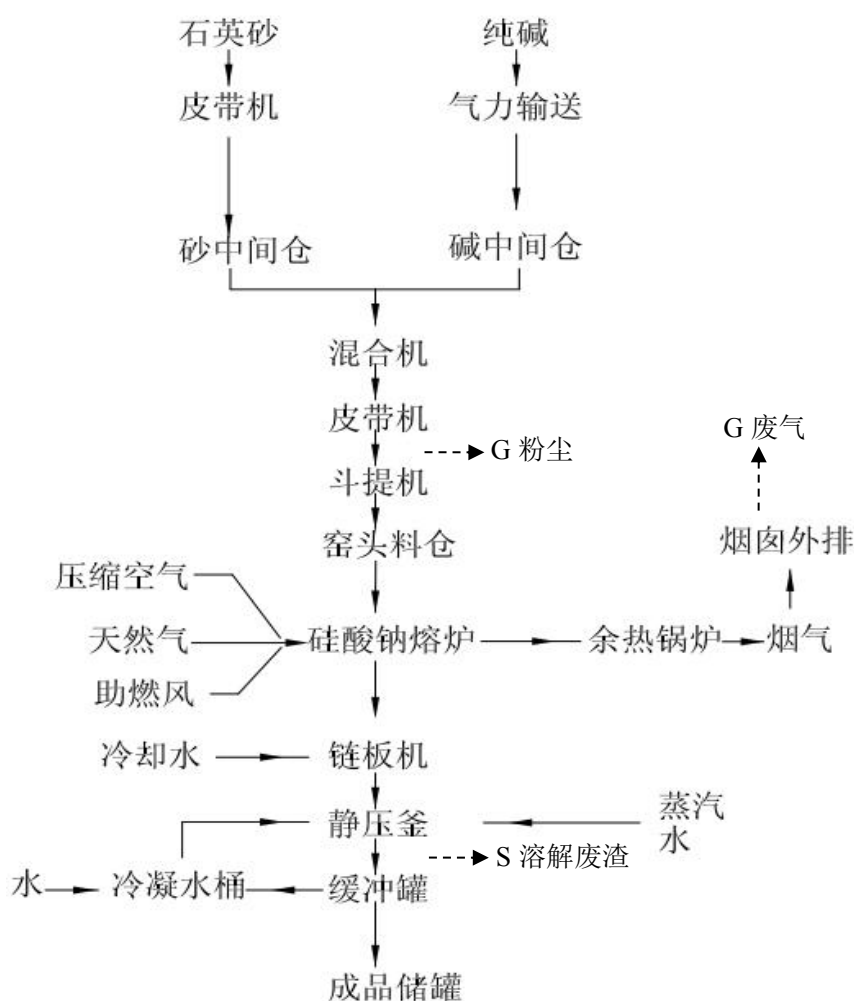 石英砂
纯碱
皮带机
气力输送
砂中间仓
碱中间仓
混合机
皮带机
G 粉尘
G 废气
斗提机
窑头料仓
烟囱外排
压缩空气
天然气
硅酸钠熔炉
余热锅炉
烟气
助燃风
冷却水
链板机
静压釜
蒸汽
水
S 溶解废渣
水
冷凝水桶
缓冲罐
成品储罐